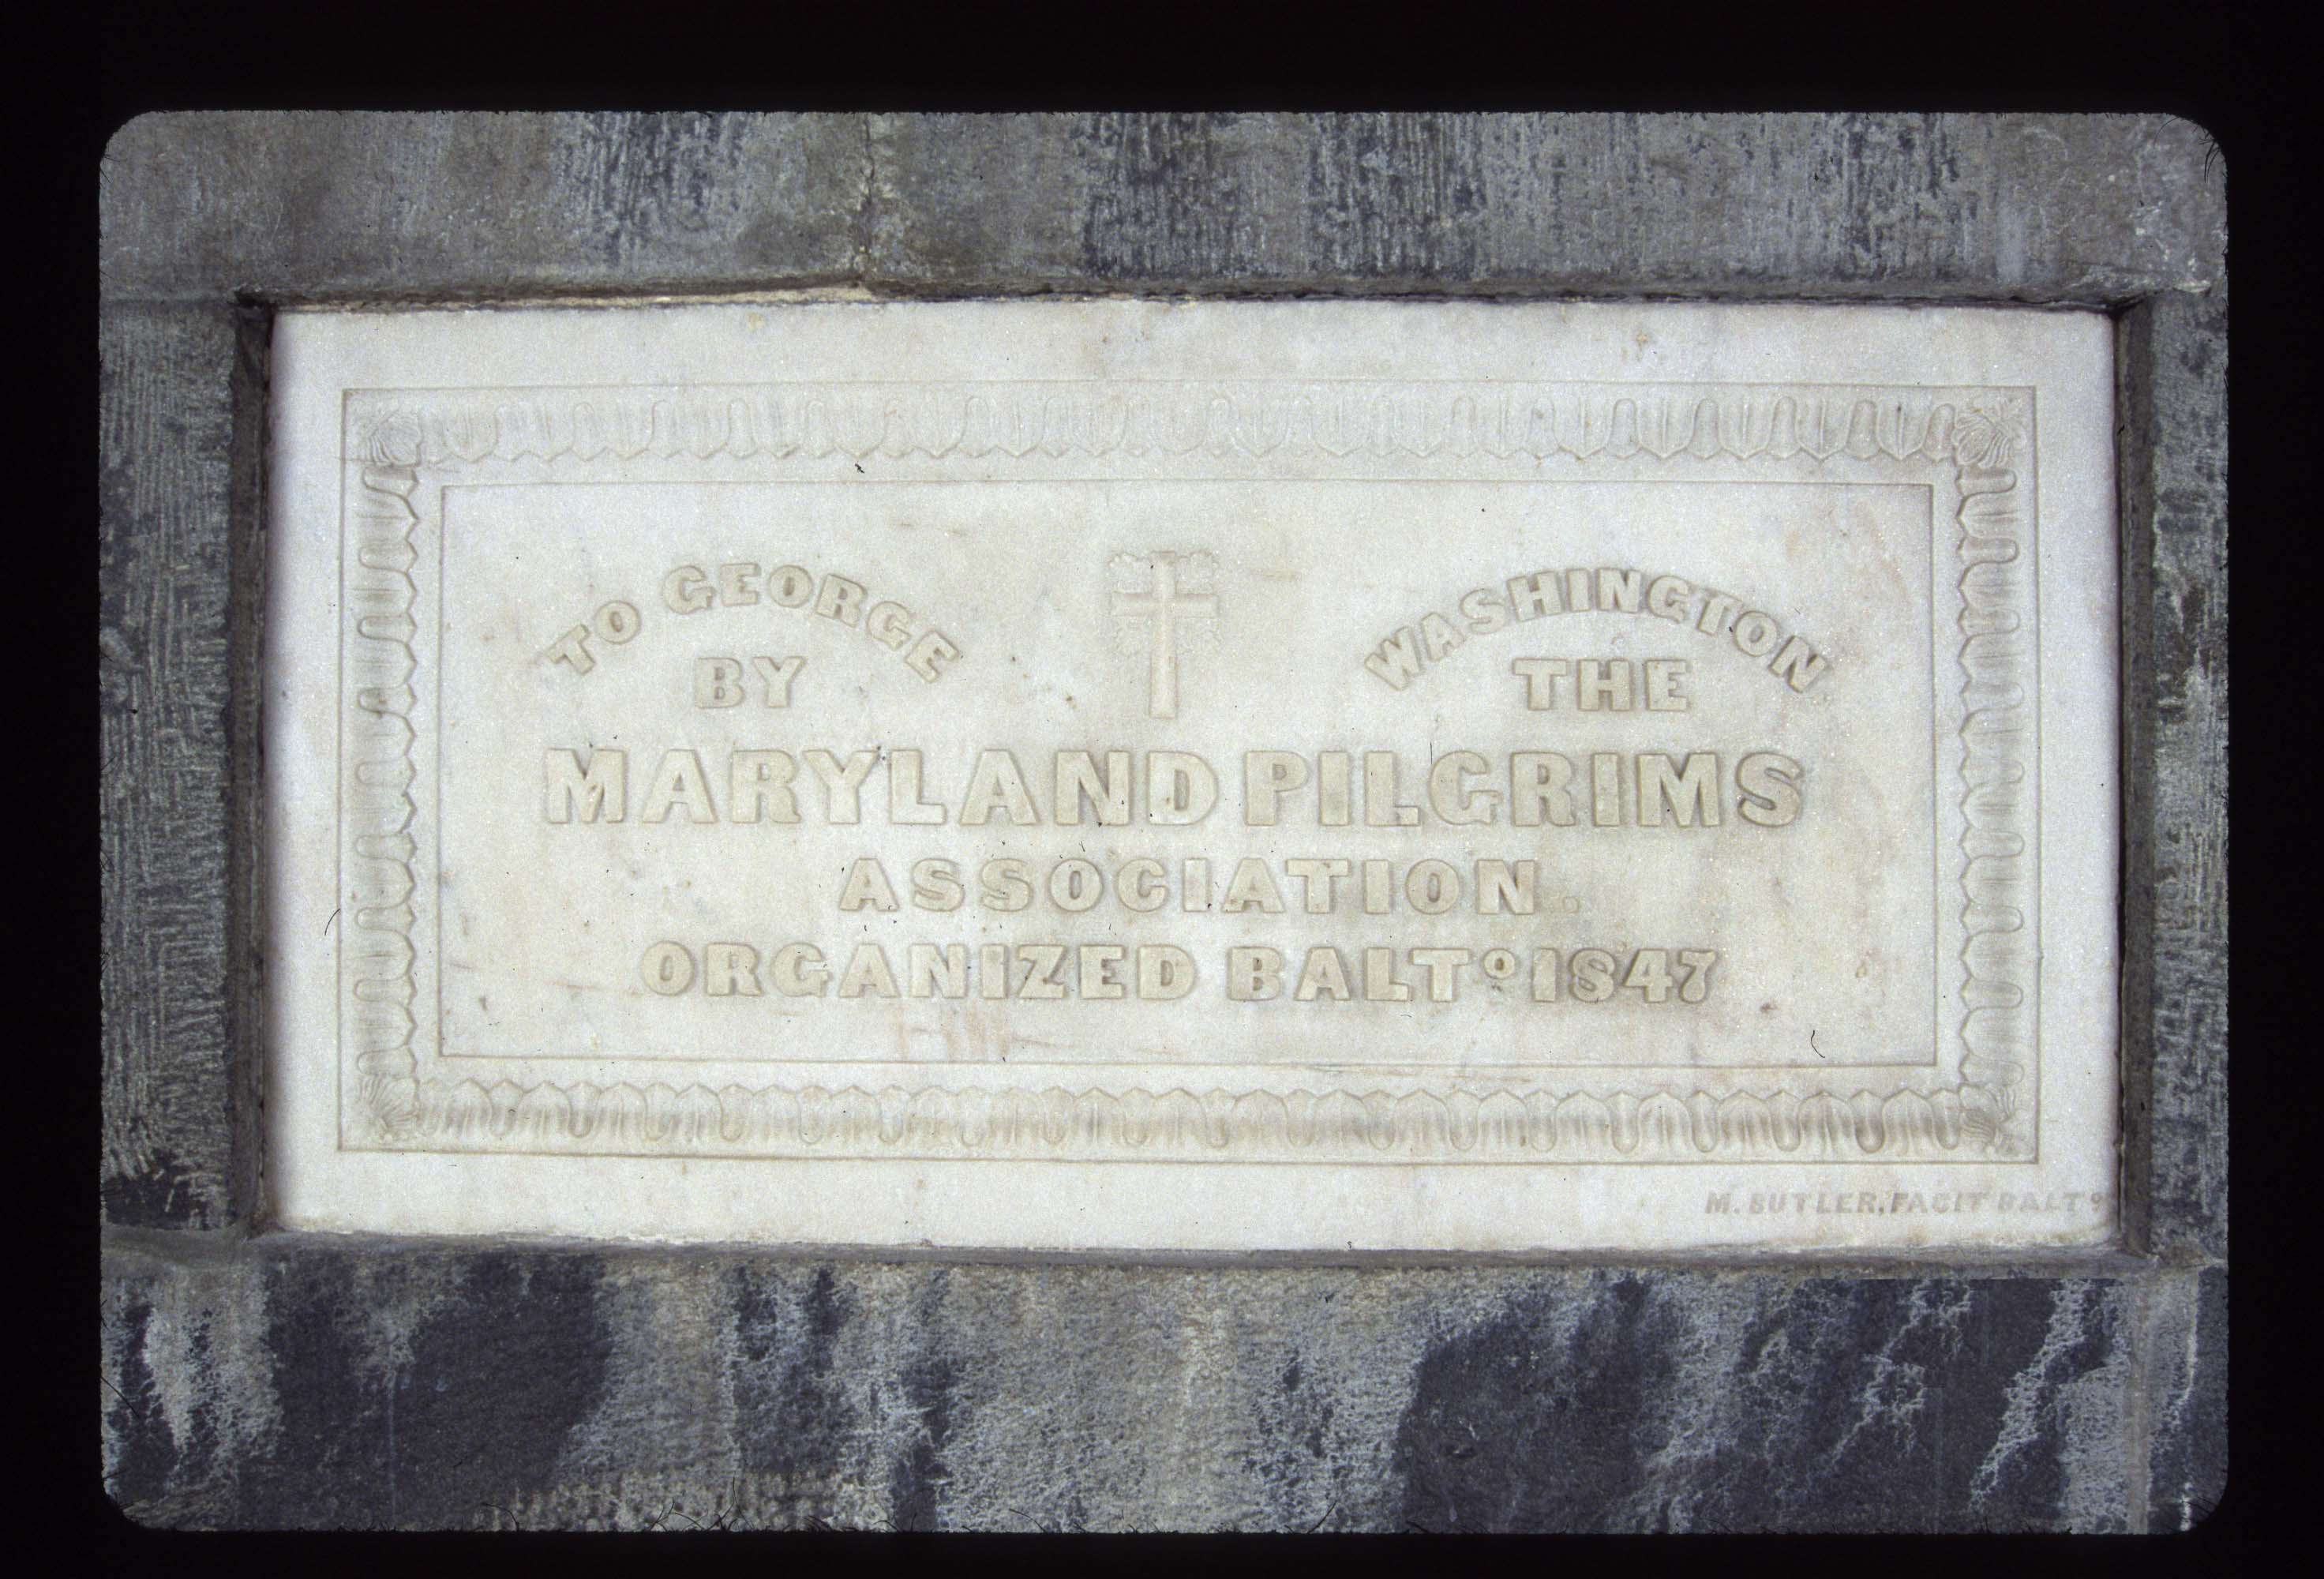 TO GEORGE WASHINGTON
BY THE
MARYLAND PILGRIMS
ASSOCIATION.
ORGANIZED BALTº 1847
M. BUTLER, FACIT BALTº